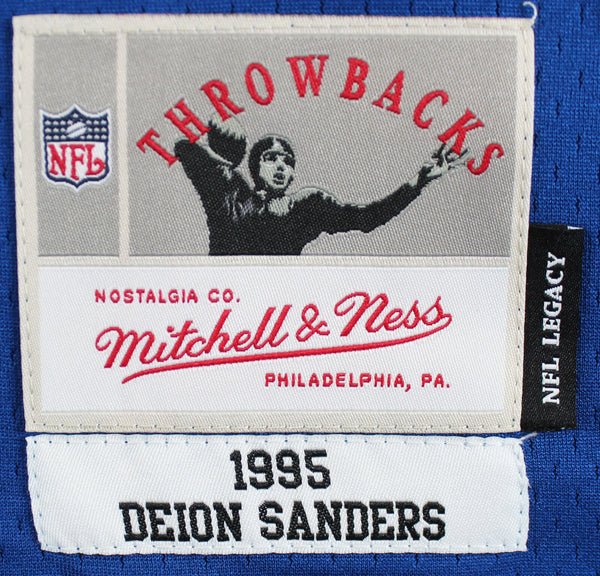 THROWBACKS
NFL
NOSTALGIA CO.
Mitchell & Ness
PHILADELPHIA, PA.
NFL LEGACY
1995
DEION SANDERS